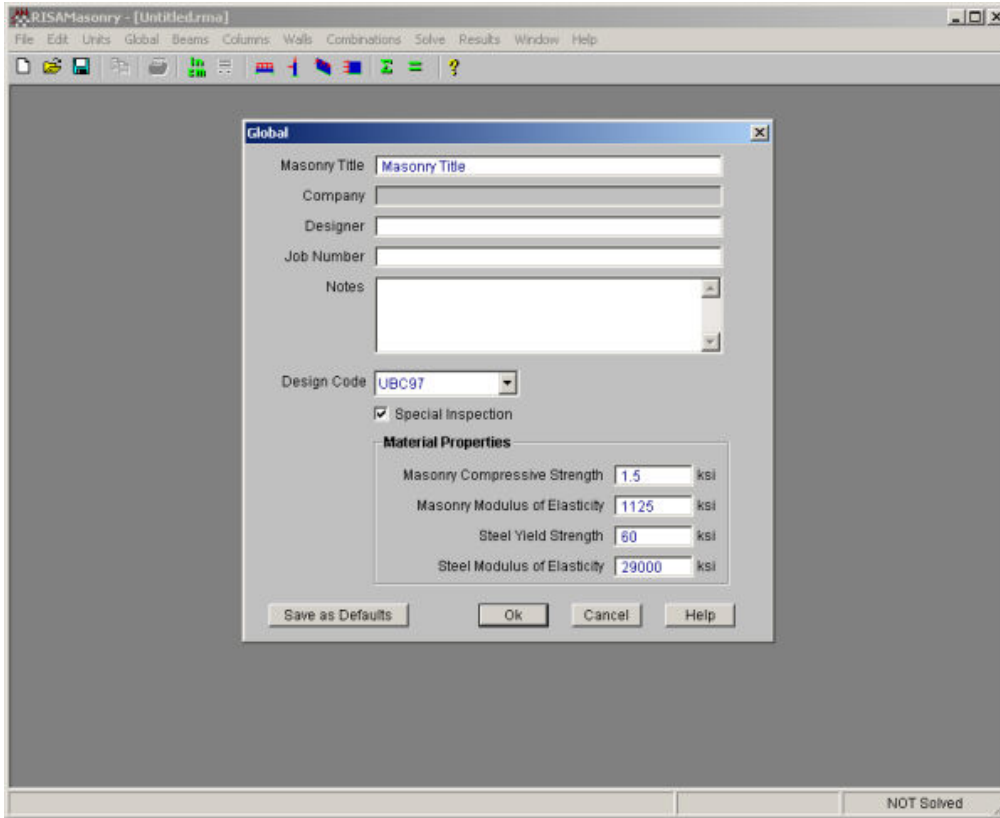 RISAMasonry - [Untitled.rma]
File Edit Units Global Beams Columns Walls Combinations Solve Results Window Help
In
cm
Σ = ?
Global
Masonry Title Masonry Title
Company
Designer
Job Number
Notes
Design Code UBC97
Special Inspection
Material Properties
Masonry Compressive Strength 1.5 ksi
Masonry Modulus of Elasticity 1125 ksi
Steel Yield Strength 60 ksi
Steel Modulus of Elasticity 29000 ksi
Save as Defaults Ok Cancel Help
NOT Solved